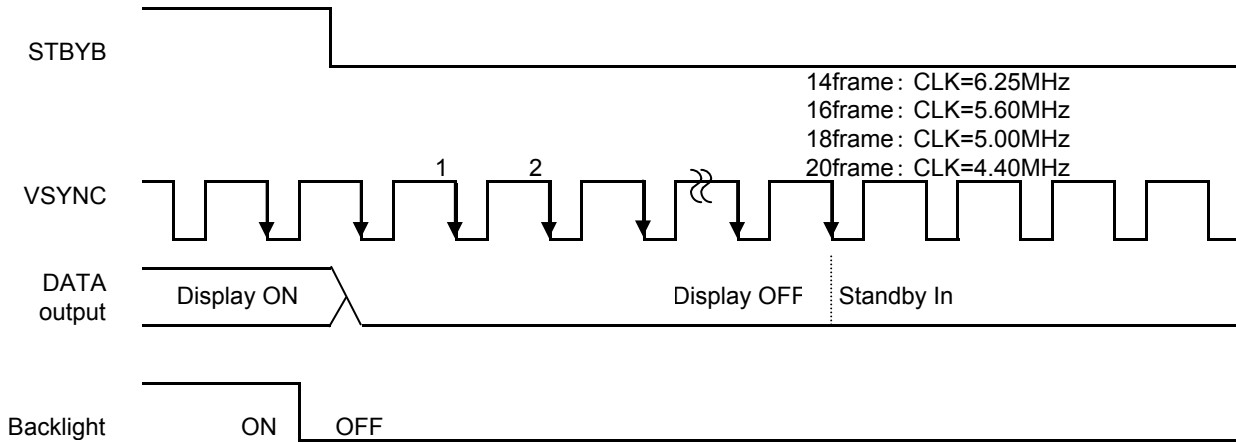 STBYB
14frame: CLK=6.25MHz
16frame: CLK=5.60MHz
18frame: CLK=5.00MHz
20frame: CLK=4.40MHz
1 2
VSYNC
DATA
output
Display ON Display OFF Standby In
Backlight ON OFF